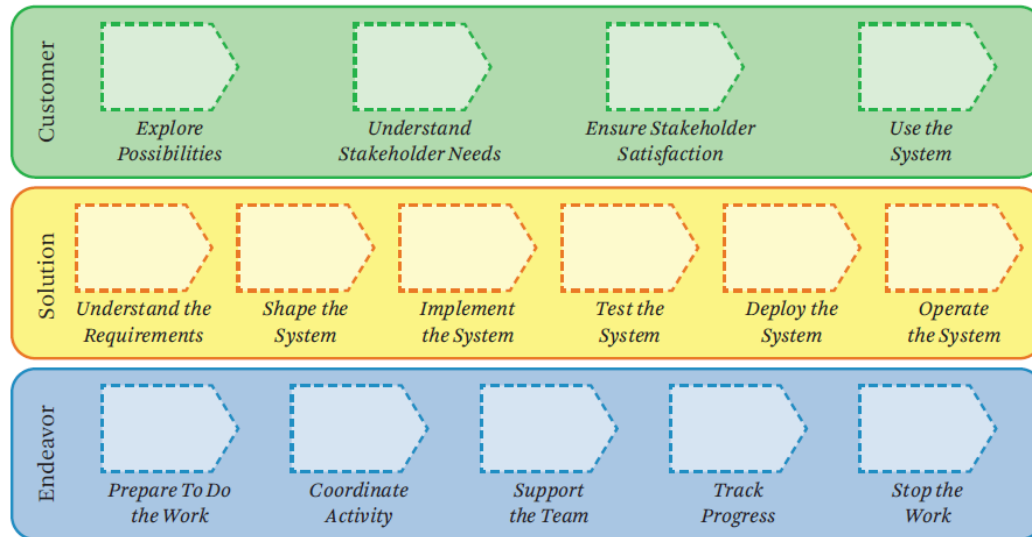 Customer
Explore
Possibilities
Understand
Stakeholder Needs
Ensure Stakeholder
Satisfaction
Use the
System
Solution
Understand the
Requirements
Shape the
System
Implement
the System
Test the
System
Deploy the
System
Operate
the System
Endeavor
Prepare To Do
the Work
Coordinate
Activity
Support
the Team
Track
Progress
Stop the
Work